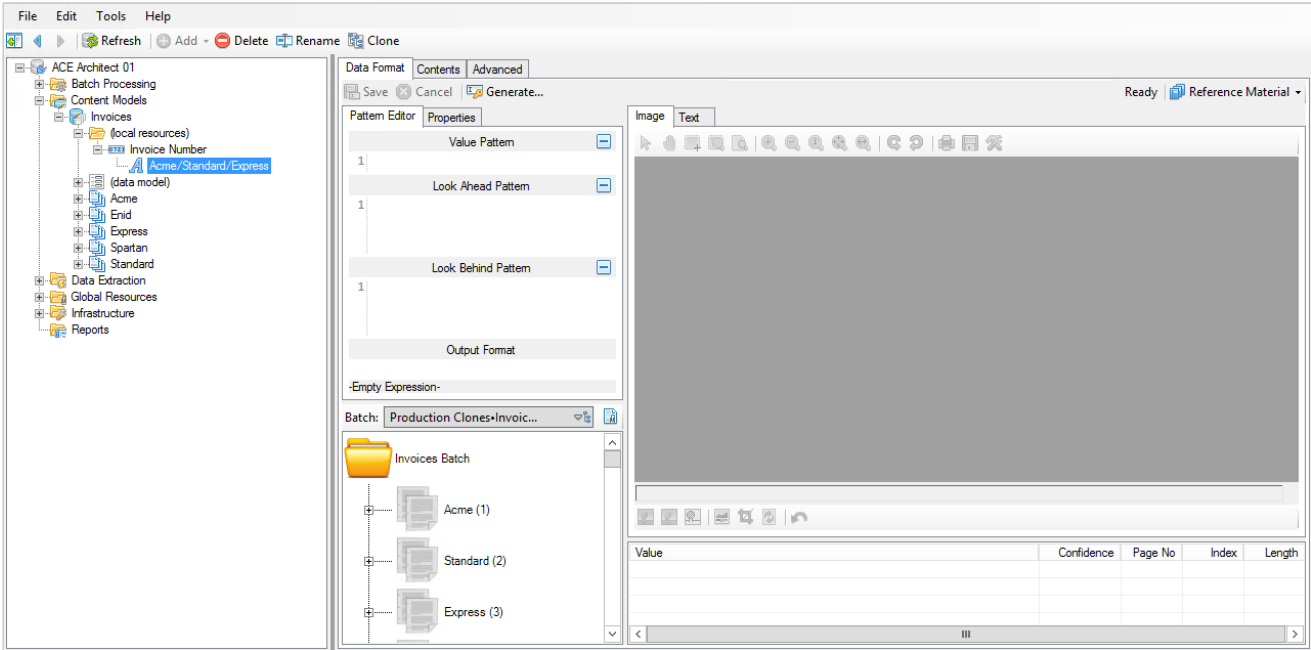 File Edit Tools Help
Refresh Add Delete Rename Clone
ACE Architect 01
Batch Processing
Content Models
Invoices
(local resources)
Invoice Number
Acme/Standard/Express
(data model)
Acme
Enid
Express
Spartan
Standard
Data Extraction
Global Resources
Infrastructure
Reports
Data Format Contents Advanced
Save Cancel Generate... Ready Reference Material
Pattern Editor Properties
Value Pattern
1
Look Ahead Pattern
1
Look Behind Pattern
1
Output Format
-Empty Expression-
Batch: Production Clones•Invoic...
Invoices Batch
Acme (1)
Standard (2)
Express (3)
Image Text
Value Confidence Page No Index Length